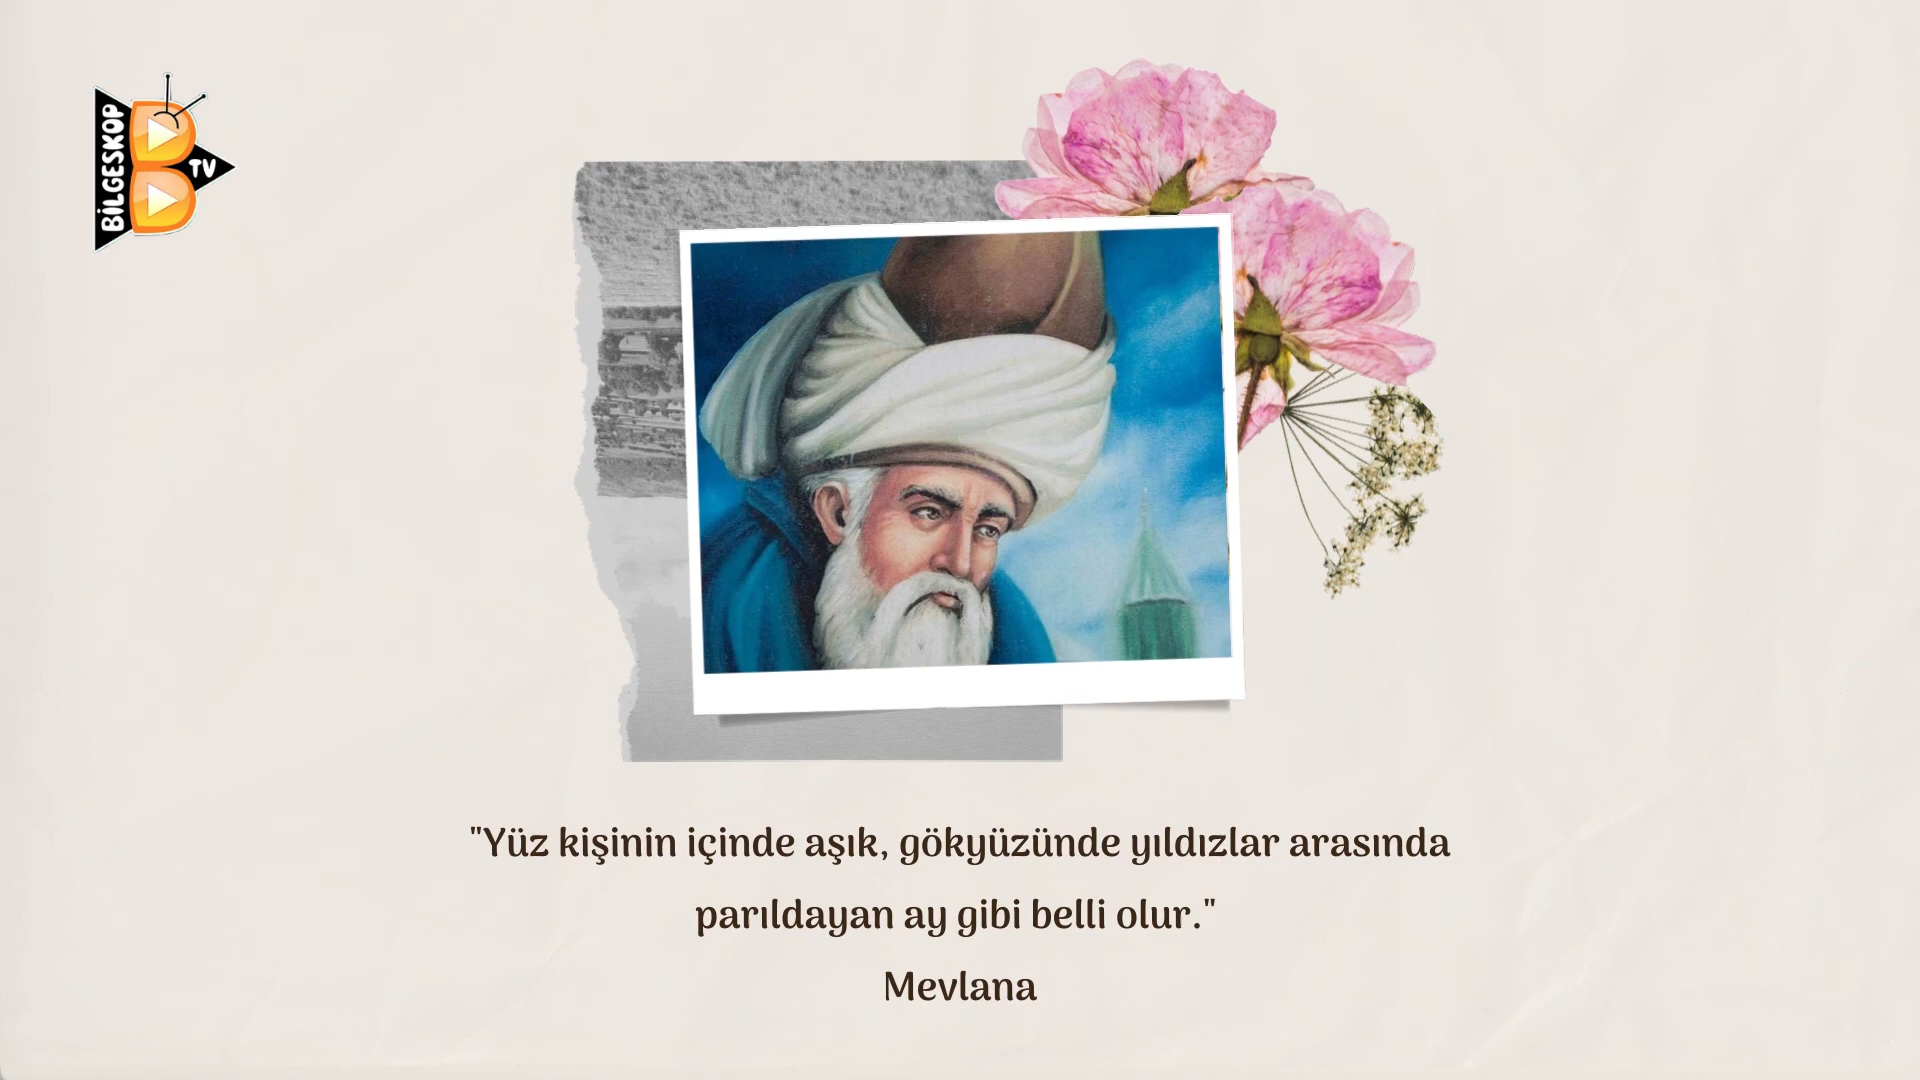 BİLGESKOP
TV
"Yüz kişinin içinde aşık, gökyüzünde yıldızlar arasında
parıldayan ay gibi belli olur."
Mevlana